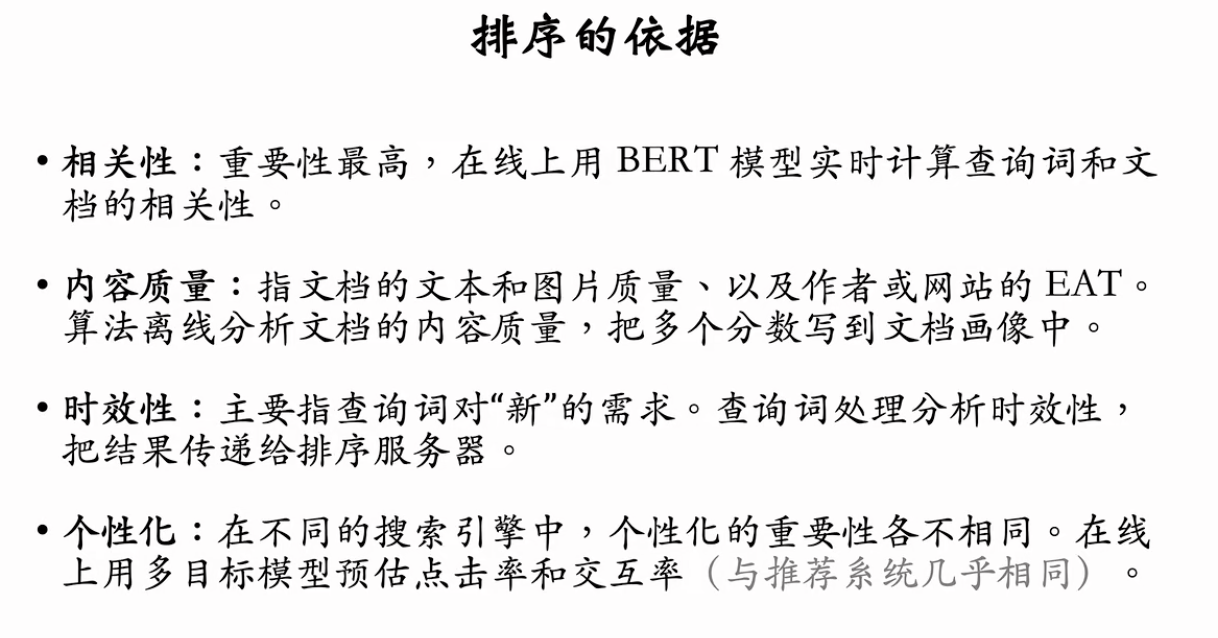 排序的依据
• 相关性：重要性最高，在线上用 BERT 模型实时计算查询词和文
档的相关性。
• 内容质量：指文档的文本和图片质量、以及作者或网站的 EAT。
算法离线分析文档的内容质量，把多个分数写到文档画像中。
• 时效性：主要指查询词对“新”的需求。查询词处理分析时效性，
把结果传递给排序服务器。
• 个性化：在不同的搜索引擎中，个性化的重要性各不相同。在线
上用多目标模型预估点击率和交互率（与推荐系统几乎相同）。